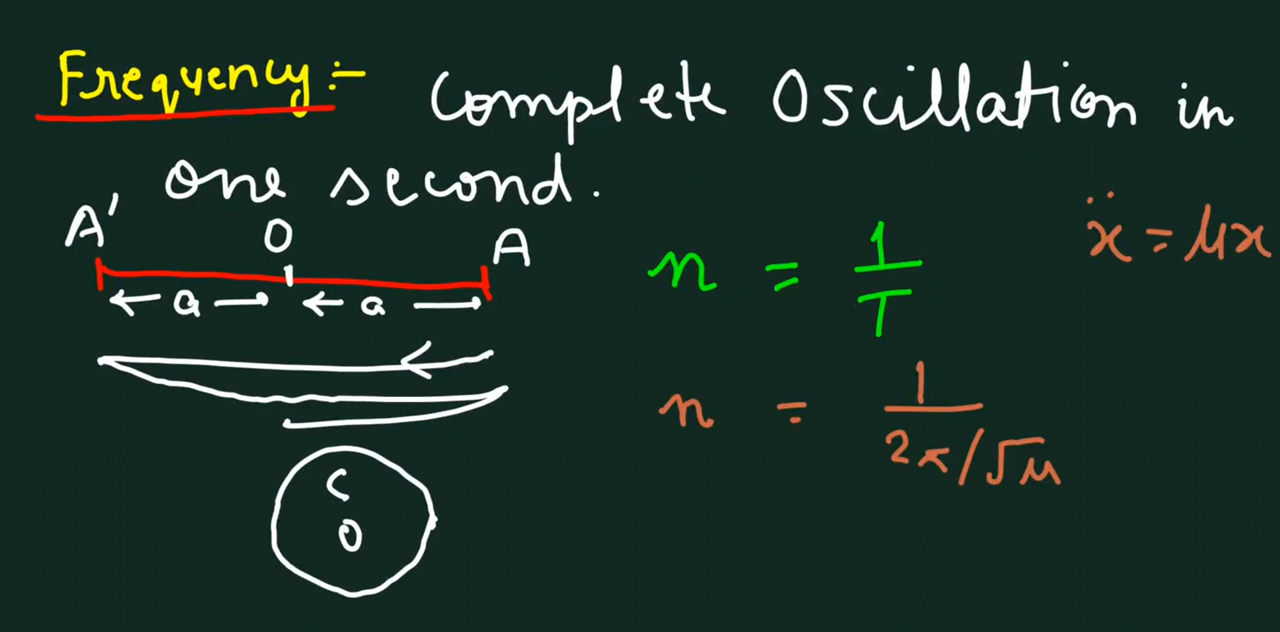 Frequency:- Complete Oscillation in
one second.
A' O A
← a → ← a →
n = 1/T
ẍ = μx
n = 1/(2π/√μ)
C
O